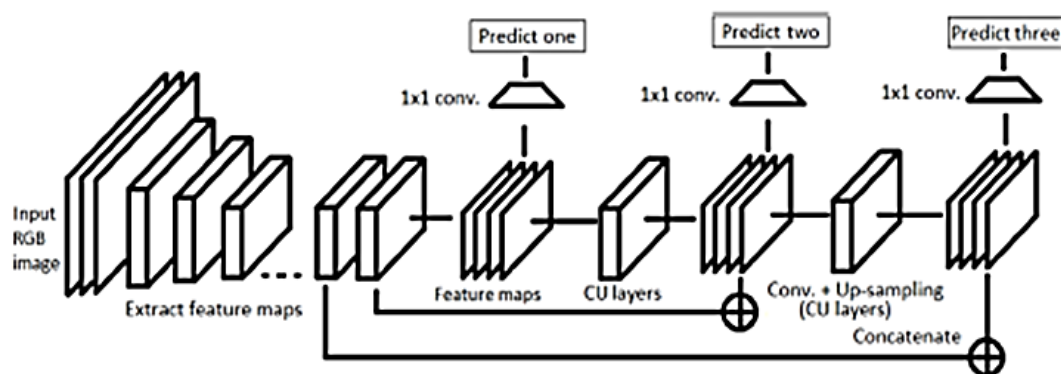 Predict one
Predict two
Predict three
1x1 conv.
1x1 conv.
1x1 conv.
Input
RGB
image
Extract feature maps
Feature maps
CU layers
Conv. + Up-sampling
(CU layers)
Concatenate